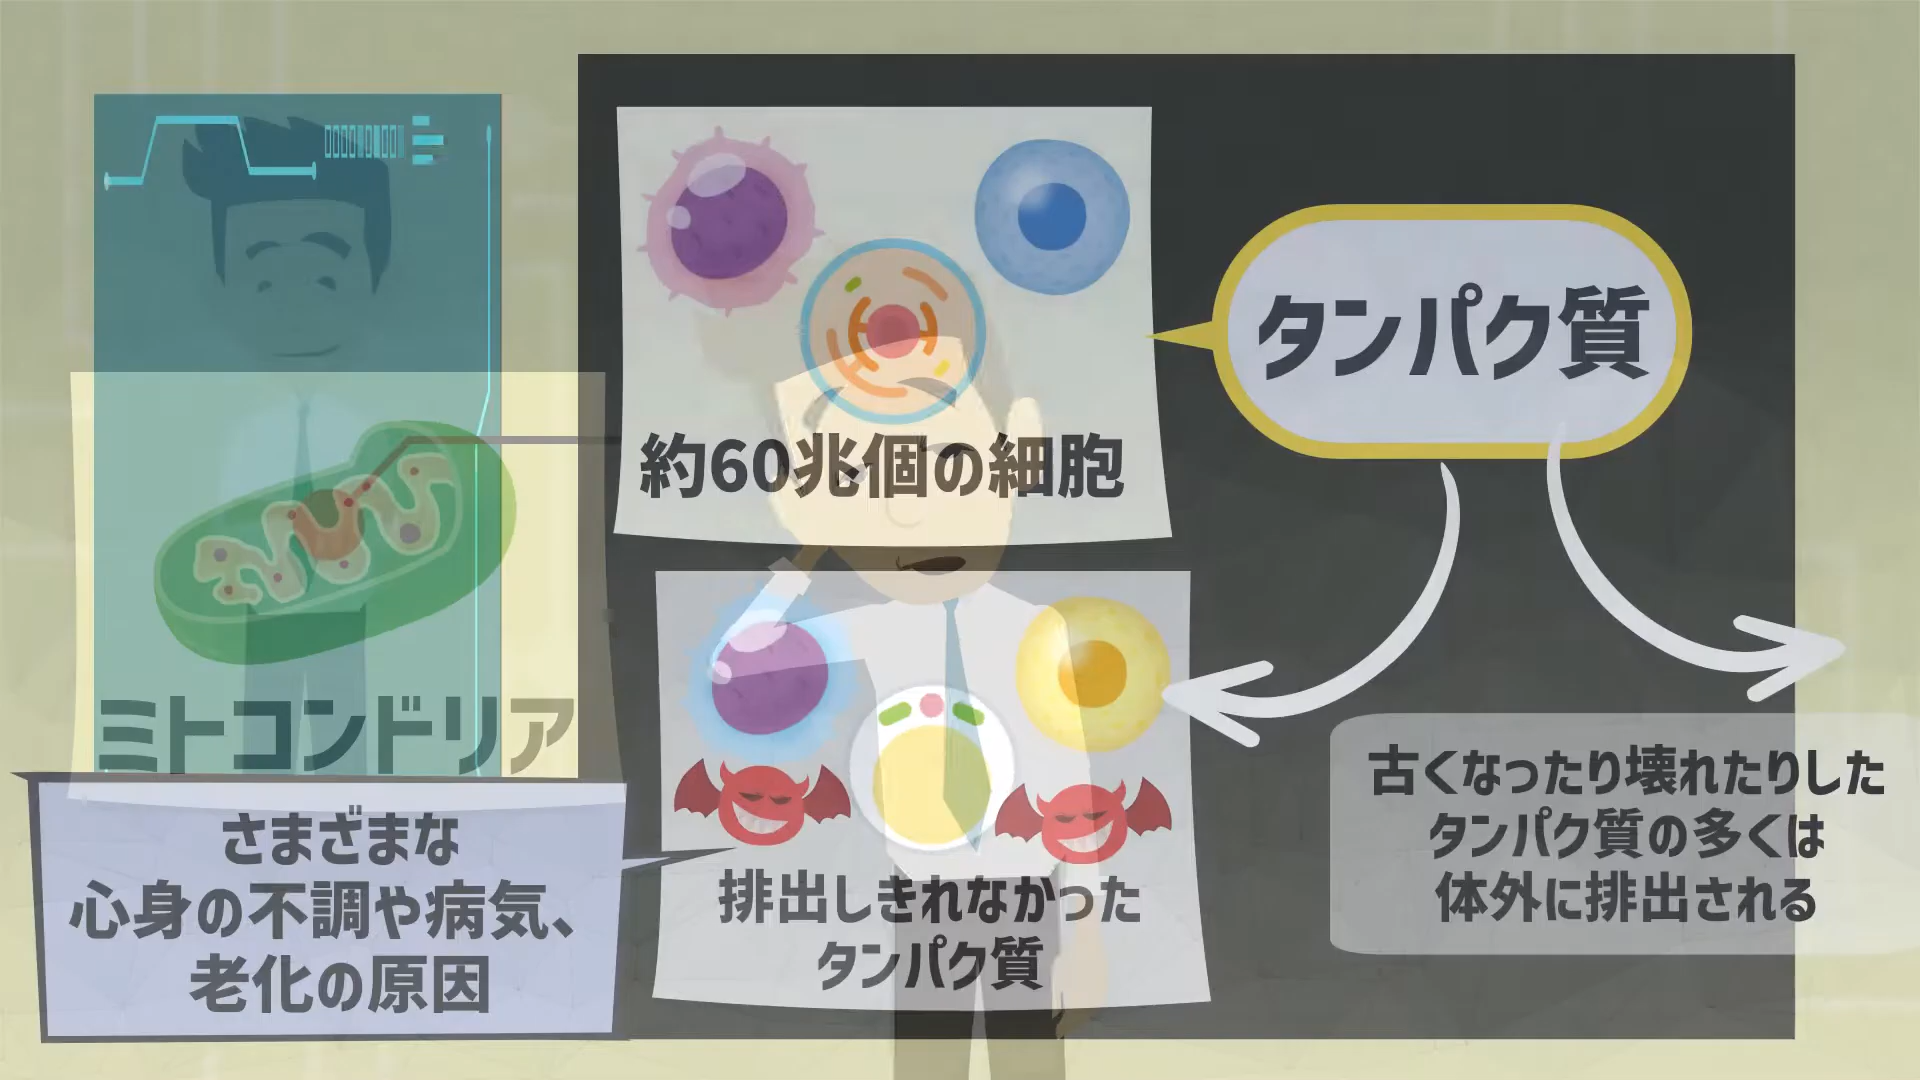 約60兆個の細胞
タンパク質
ミトコンドリア
さまざまな
心身の不調や病気、
老化の原因
排出しきれなかった
タンパク質
古くなったり壊れたりした
タンパク質の多くは
体外に排出される